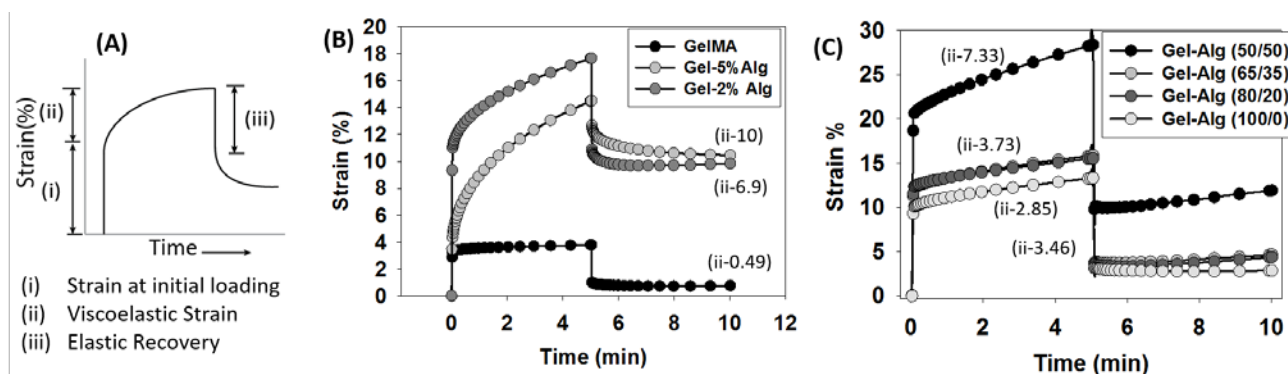 (A)
Strain(%)
(ii)
(i)
(iii)
Time
(i) Strain at initial loading
(ii) Viscoelastic Strain
(iii) Elastic Recovery
(B)
Strain (%)
20
18
16
14
12
10
8
6
4
2
0
GelMA
Gel-5%Alg
Gel-2% Alg
(ii-10)
(ii-6.9)
(ii-0.49)
0 2 4 6 8 10 12
Time (min)
(C)
Strain %
30
25
20
15
10
5
0
(ii-7.33)
Gel-Alg (50/50)
Gel-Alg (65/35)
Gel-Alg (80/20)
Gel-Alg (100/0)
(ii-3.73)
(ii-2.85)
(ii-3.46)
0 2 4 6 8 10
Time (min)